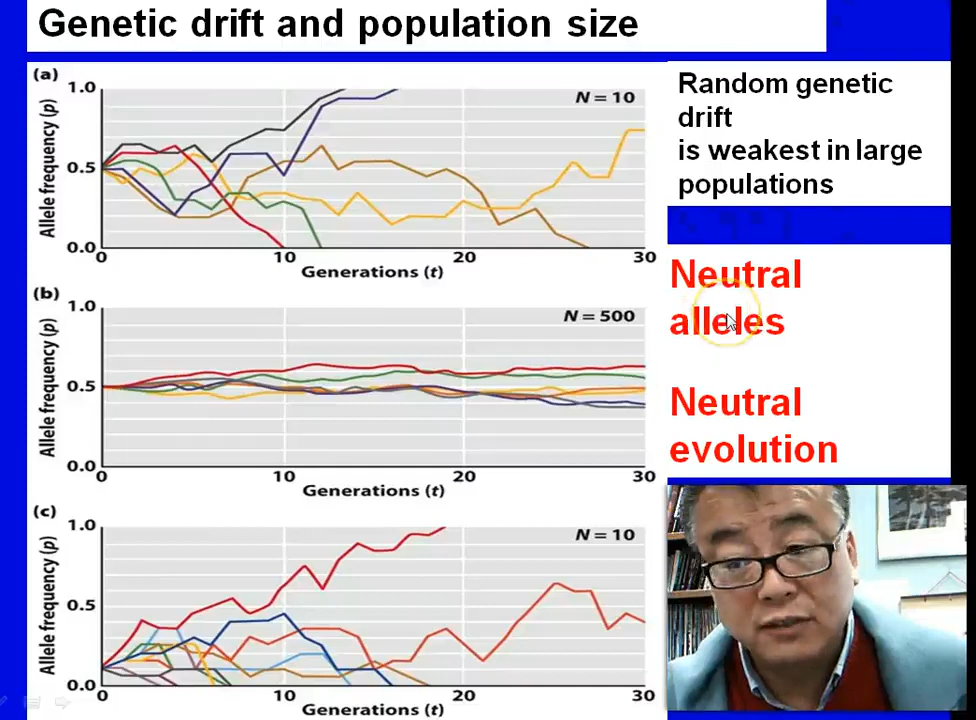 Genetic drift and population size
(a)
Allele frequency (p)
1.0
0.5
0.0
N = 10
0
10
20
30
Generations (t)
(b)
Allele frequency (p)
1.0
0.5
0.0
N = 500
0
10
20
30
Generations (t)
(c)
Allele frequency (p)
1.0
0.5
0.0
N = 10
0
10
20
30
Generations (t)
Random genetic
drift
is weakest in large
populations
Neutral
alleles
Neutral
evolution